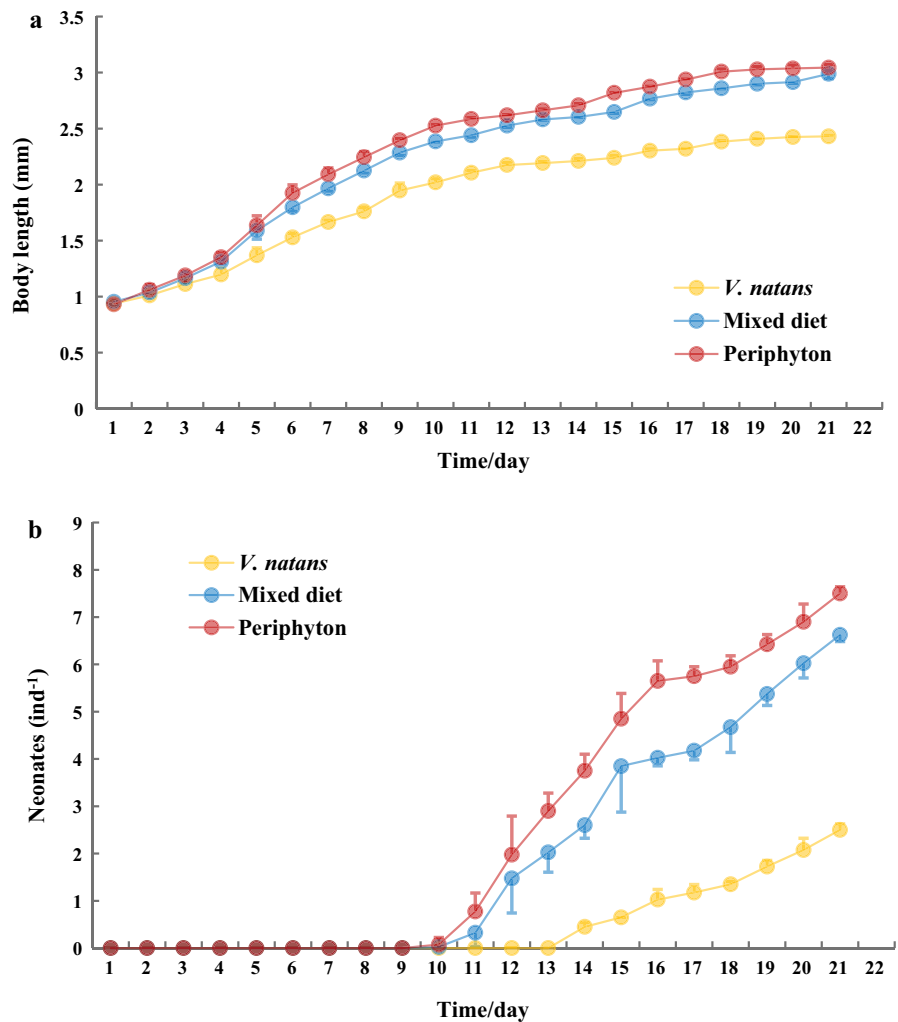 a
3.5
3
2.5
2
1.5
1
0.5
0
Body length (mm)
V. natans
Mixed diet
Periphyton
1 2 3 4 5 6 7 8 9 10 11 12 13 14 15 16 17 18 19 20 21 22
Time/day
b
9
8
7
6
5
4
3
2
1
0
Neonates (ind-1)
V. natans
Mixed diet
Periphyton
1 2 3 4 5 6 7 8 9 10 11 12 13 14 15 16 17 18 19 20 21 22
Time/day